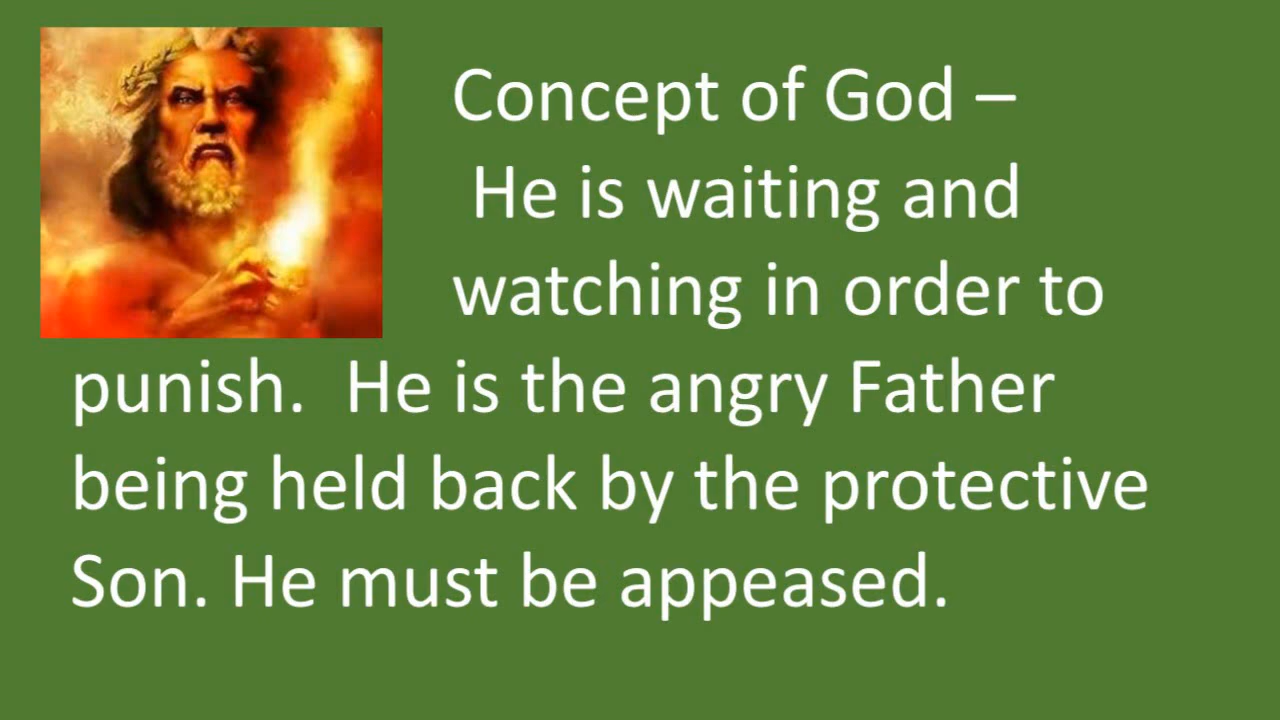 Concept of God –
He is waiting and
watching in order to
punish.  He is the angry Father
being held back by the protective
Son. He must be appeased.